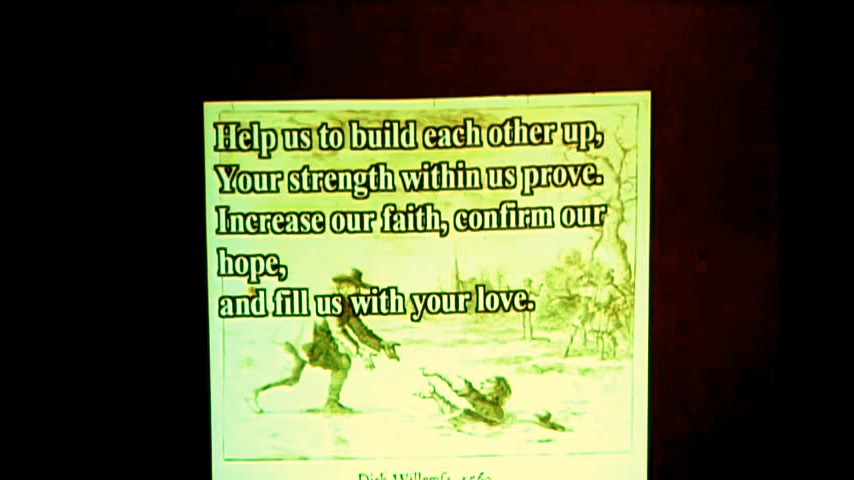 Help us to build each other up,
Your strength within us prove.
Increase our faith, confirm our
hope,
and fill us with your love.